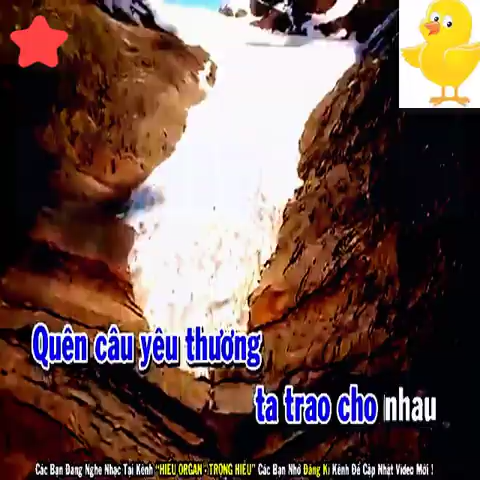 Quên câu yêu thương
ta trao cho nhau
Các Bạn Đang Nghe Nhạc Tại Kênh "HIẾU ORGAN - TRỌNG HIẾU" Các Bạn Nhớ Đăng Kí Kênh Để Cập Nhật Video Mới !